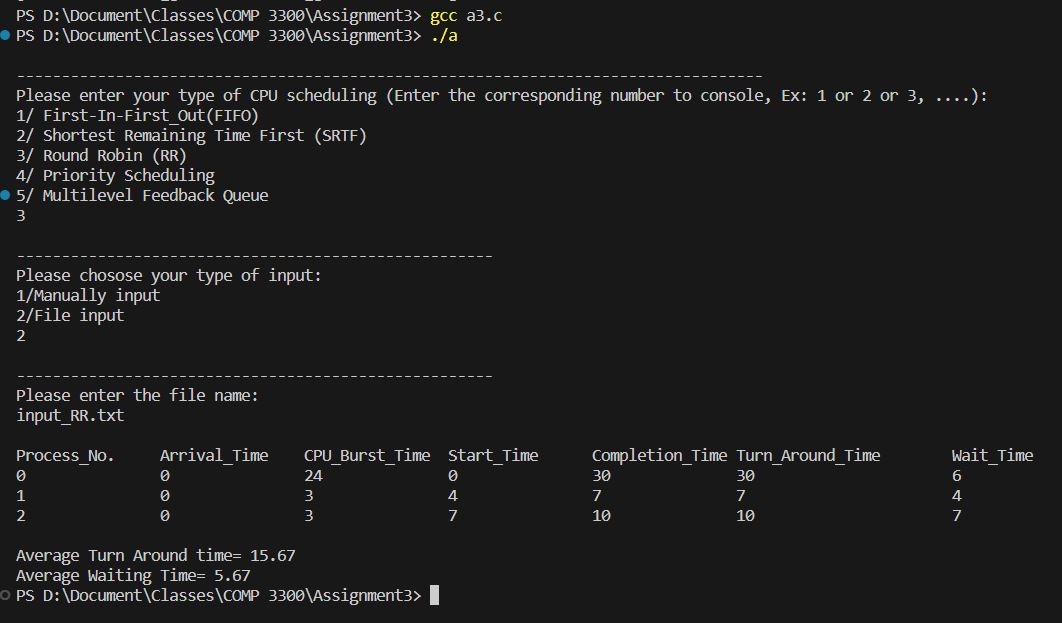 PS D:\Document\Classes\COMP 3300\Assignment3> gcc a3.c
PS D:\Document\Classes\COMP 3300\Assignment3> ./a
-----------------------------------------------------------------------------------
Please enter your type of CPU scheduling (Enter the corresponding number to console, Ex: 1 or 2 or 3, ....):
1/ First-In-First_Out(FIFO)
2/ Shortest Remaining Time First (SRTF)
3/ Round Robin (RR)
4/ Priority Scheduling
5/ Multilevel Feedback Queue
3
-----------------------------------------------------
Please chosose your type of input:
1/Manually input
2/File input
2
-----------------------------------------------------
Please enter the file name:
input_RR.txt
Process_No. Arrival_Time CPU_Burst_Time Start_Time Completion_Time Turn_Around_Time Wait_Time
0 0 24 0 30 30 6
1 0 3 4 7 7 4
2 0 3 7 10 10 7
Average Turn Around time= 15.67
Average Waiting Time= 5.67
PS D:\Document\Classes\COMP 3300\Assignment3>